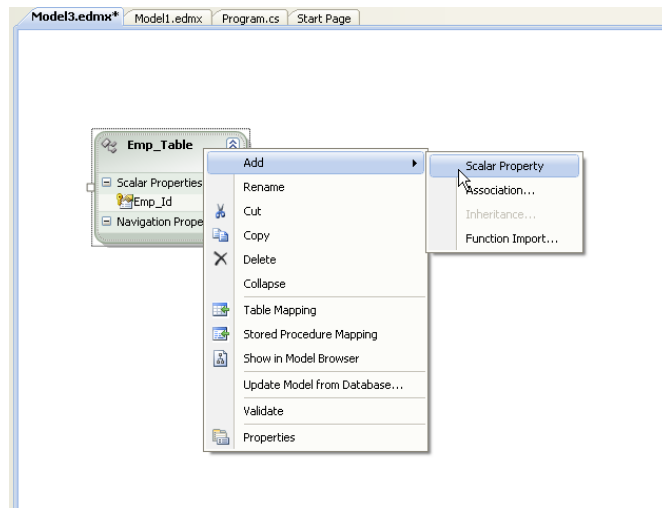 Model3.edmx* Model1.edmx Program.cs Start Page
Emp_Table
Scalar Properties
Emp_Id
Navigation Prope
Add
Rename
Cut
Copy
Delete
Collapse
Table Mapping
Stored Procedure Mapping
Show in Model Browser
Update Model from Database...
Validate
Properties
Scalar Property
Association...
Inheritance...
Function Import...